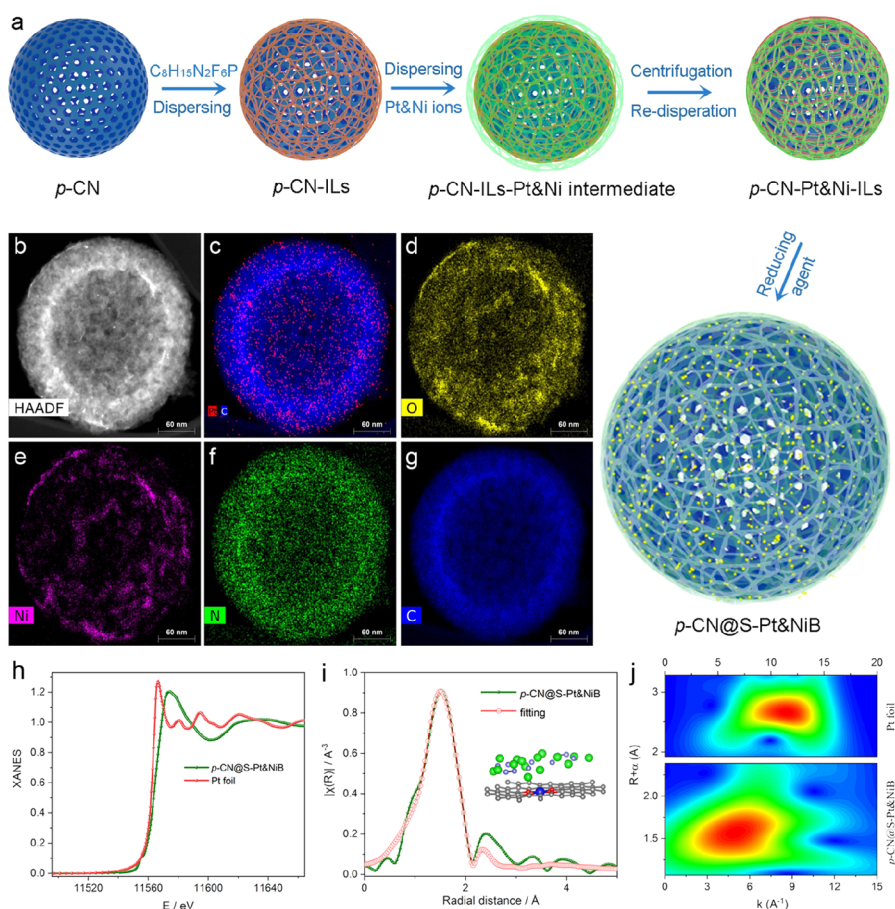 a
C₈H₁₅N₂F₆P
Dispersing
Dispersing
Pt&Ni ions
Centrifugation
Re-disperation
p-CN
p-CN-ILs
p-CN-ILs-Pt&Ni intermediate
p-CN-Pt&Ni-ILs
b
HAADF
60 nm
c
Pt C
60 nm
d
O
60 nm
Reducing
agent
e
Ni
60 nm
f
N
60 nm
g
C
60 nm
p-CN@S-Pt&NiB
h
XANES
1.2
1.0
0.8
0.6
0.4
0.2
0.0
p-CN@S-Pt&NiB
Pt foil
11520 11560 11600 11640
E / eV
i
|χ(R)| / A⁻³
1.0
0.8
0.6
0.4
0.2
0.0
p-CN@S-Pt&NiB
fitting
0 2 4
Radial distance / Å
j
0 5 10 15 20
R+α (A)
3
2
2.0
1.5
Pt foil
p-CN@S-Pt&NiB
0 3 6 9 12 15
k (A⁻¹)